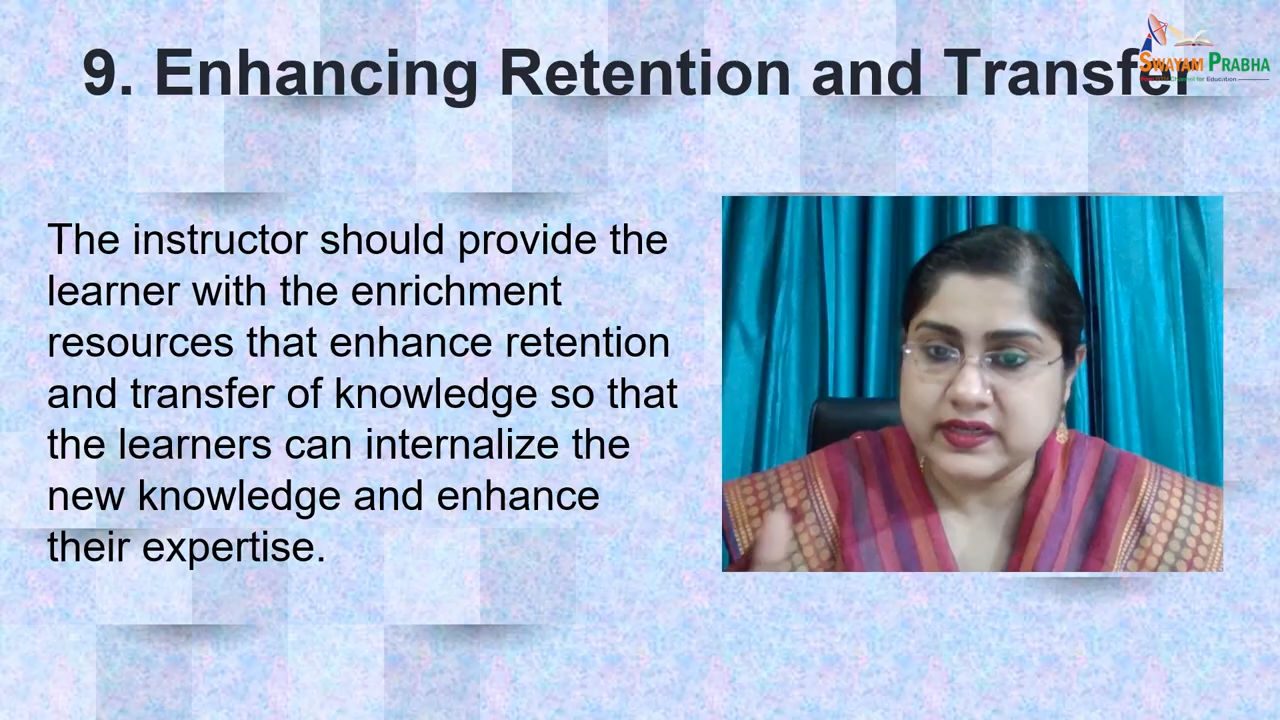 9. Enhancing Retention and Transfer
SWAYAM PRABHA
The instructor should provide the
learner with the enrichment
resources that enhance retention
and transfer of knowledge so that
the learners can internalize the
new knowledge and enhance
their expertise.